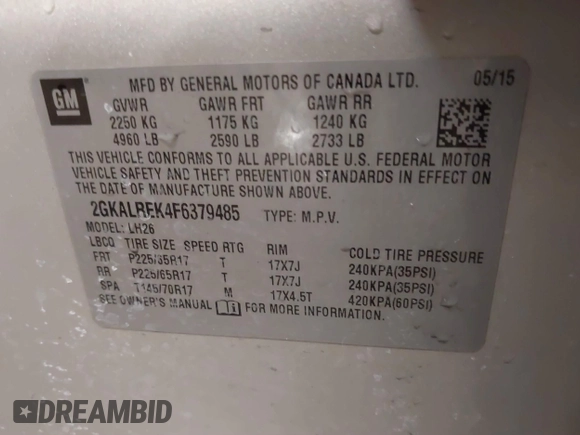 GM
MFD BY GENERAL MOTORS OF CANADA LTD. 05/15
GVWR GAWR FRT GAWR RR
2250 KG 1175 KG 1240 KG
4960 LB 2590 LB 2733 LB
THIS VEHICLE CONFORMS TO ALL APPLICABLE U.S. FEDERAL MOTOR
VEHICLE SAFETY AND THEFT PREVENTION STANDARDS IN EFFECT ON THE
DATE OF MANUFACTURE SHOWN ABOVE.
2GKALREK4F6379485 TYPE: M.P.V.
MODEL: LH26
LBCQ TIRE SIZE SPEED RTG RIM COLD TIRE PRESSURE
FRT P225/65R17 T 17X7J 240KPA(35PSI)
RR P225/65R17 T 17X7J 240KPA(35PSI)
SPA T145/70R17 M 17X4.5T 420KPA(60PSI)
SEE OWNER'S MANUAL FOR MORE INFORMATION.
DREAMBID